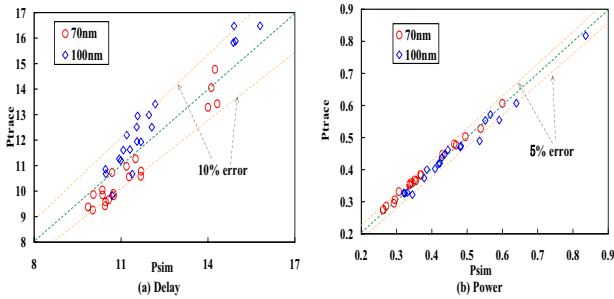 17
16
15
14
13
12
11
10
9
8
Ptrace
70nm
100nm
10% error
8
11
14
17
Psim
(a) Delay
0.9
0.8
0.7
0.6
0.5
0.4
0.3
0.2
Ptrace
70nm
100nm
5% error
0.2
0.3
0.4
0.5
0.6
0.7
0.8
0.9
Psim
(b) Power